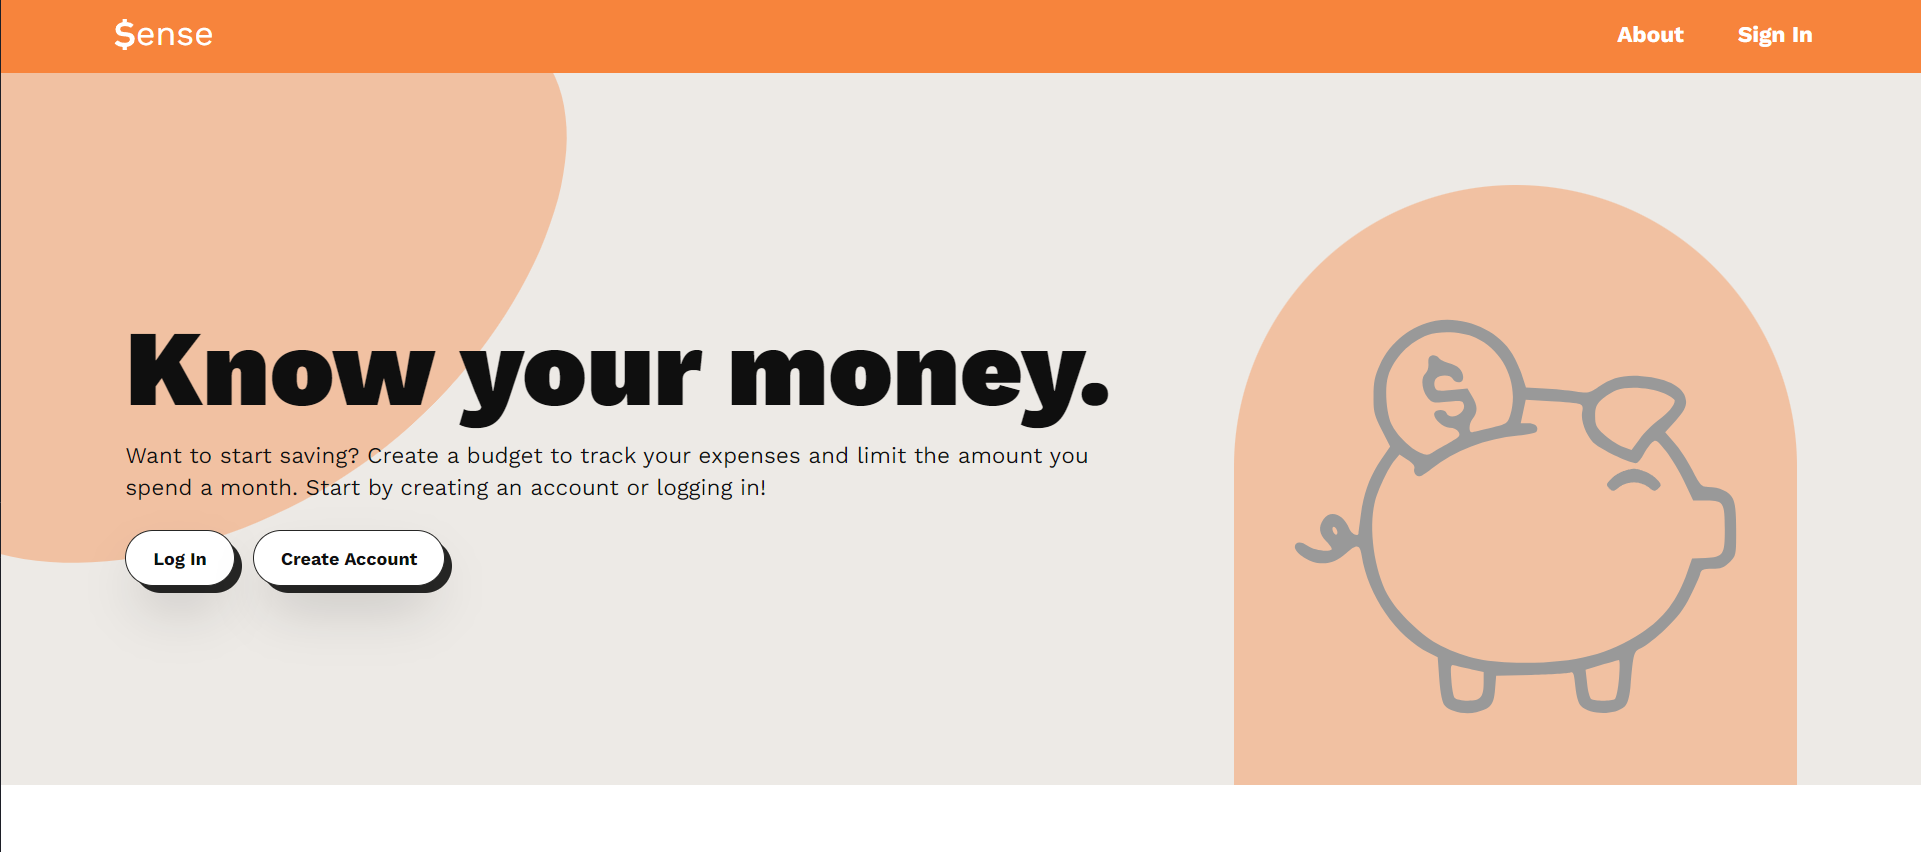 $ense
About
Sign In
Know your money.
Want to start saving? Create a budget to track your expenses and limit the amount you
spend a month. Start by creating an account or logging in!
Log In
Create Account
$